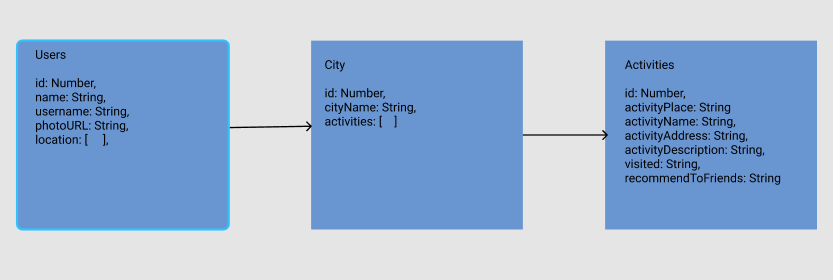 Users
id: Number,
name: String,
username: String,
photoURL: String,
location: [    ],
City
id: Number,
cityName: String,
activities: [    ]
Activities
id: Number,
activityPlace: String
activityName: String,
activityAddress: String,
activityDescription: String,
visited: String,
recommendToFriends: String